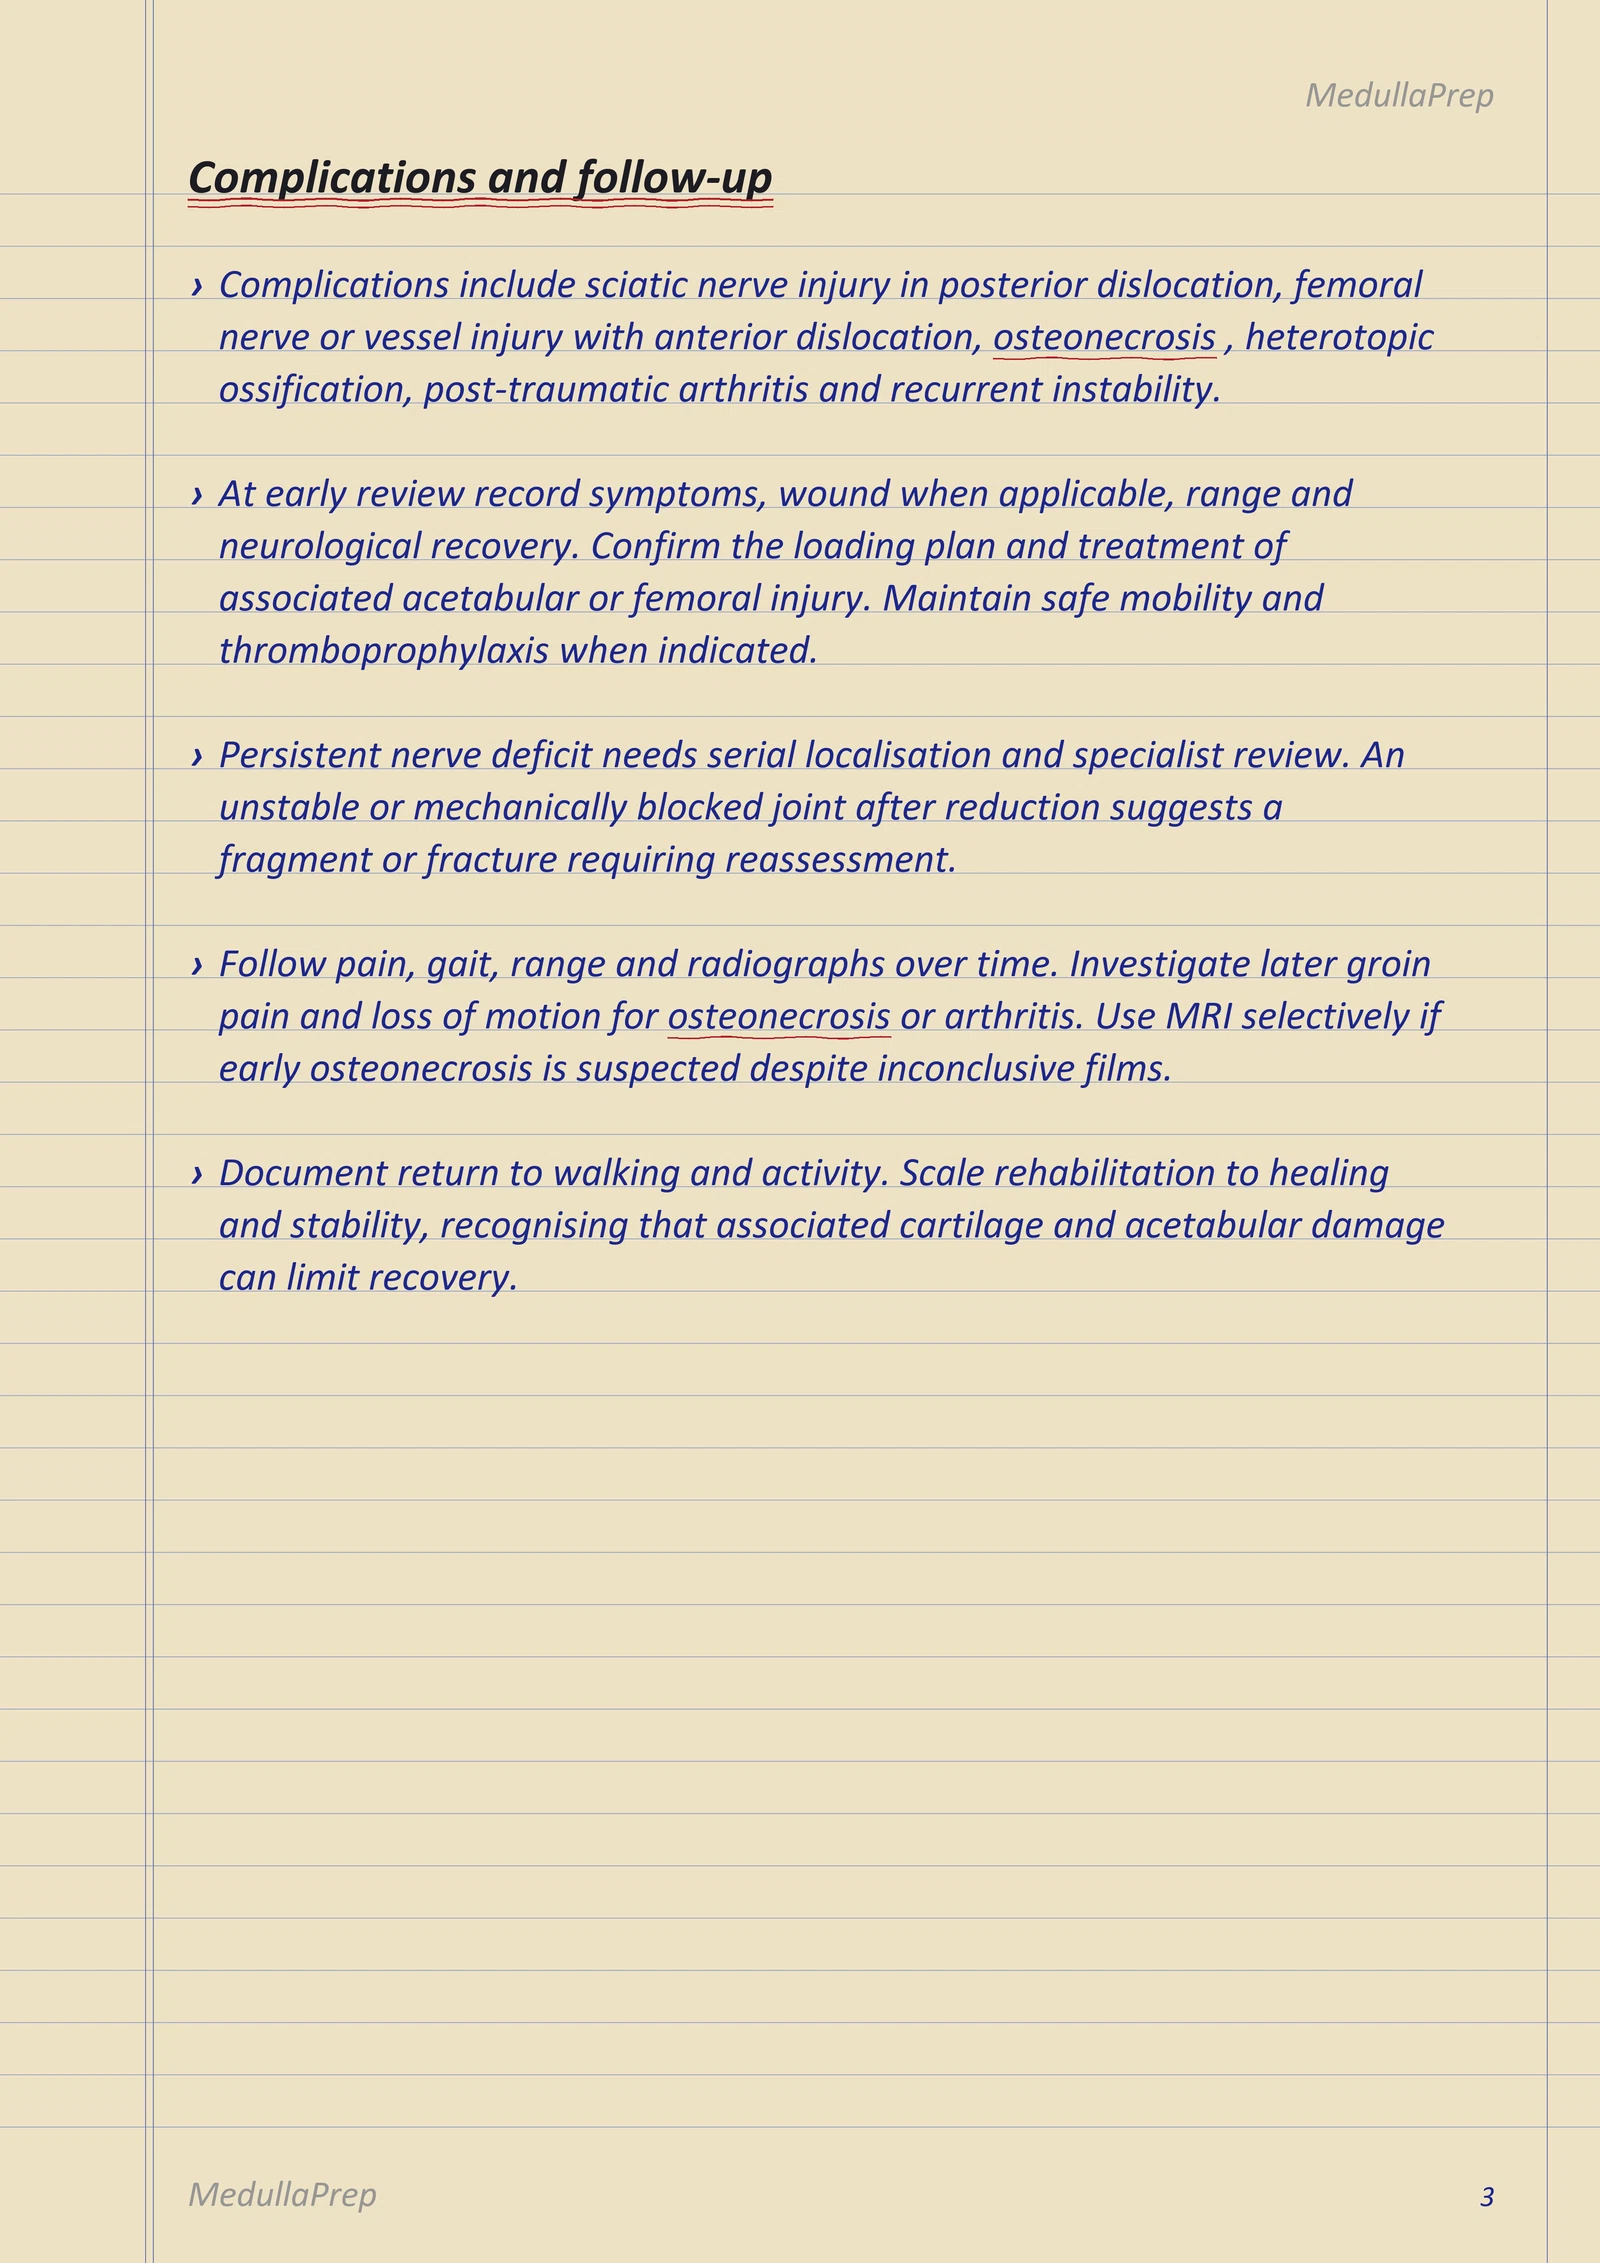 MedullaPrep
Complications and follow-up
› Complications include sciatic nerve injury in posterior dislocation, femoral
nerve or vessel injury with anterior dislocation, osteonecrosis , heterotopic
ossification, post-traumatic arthritis and recurrent instability.
› At early review record symptoms, wound when applicable, range and
neurological recovery. Confirm the loading plan and treatment of
associated acetabular or femoral injury. Maintain safe mobility and
thromboprophylaxis when indicated.
› Persistent nerve deficit needs serial localisation and specialist review. An
unstable or mechanically blocked joint after reduction suggests a
fragment or fracture requiring reassessment.
› Follow pain, gait, range and radiographs over time. Investigate later groin
pain and loss of motion for osteonecrosis or arthritis. Use MRI selectively if
early osteonecrosis is suspected despite inconclusive films.
› Document return to walking and activity. Scale rehabilitation to healing
and stability, recognising that associated cartilage and acetabular damage
can limit recovery.
MedullaPrep
3